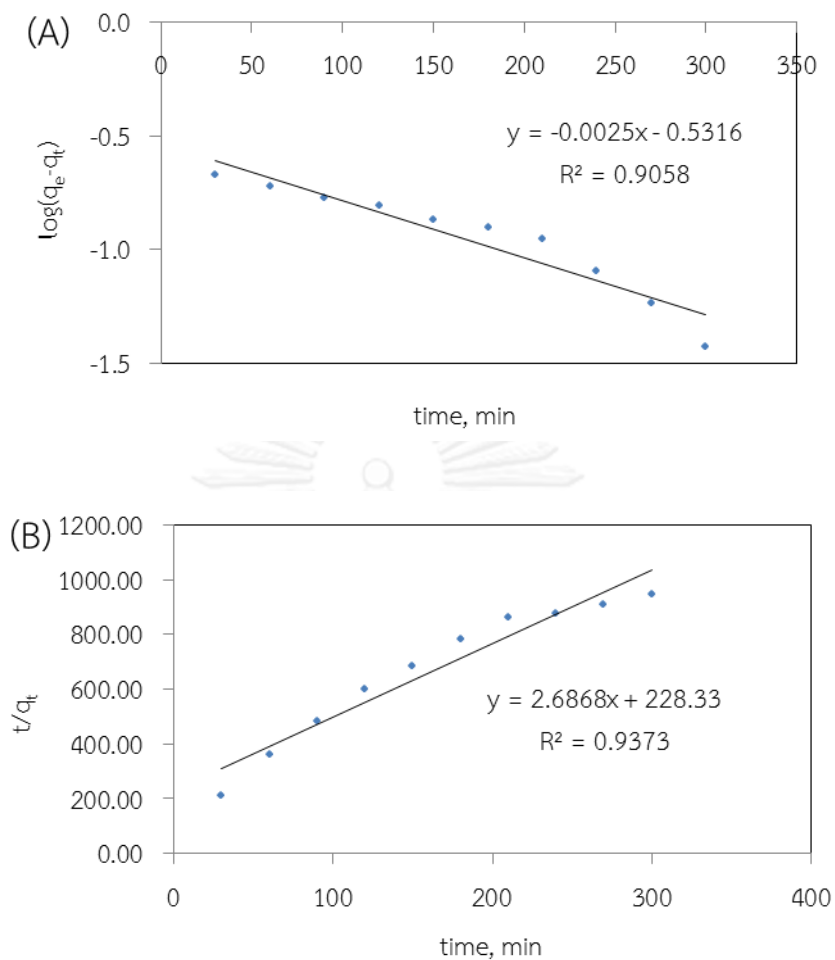 (A)
0.0
0 50 100 150 200 250 300 350
-0.5
-1.0
-1.5
log(qₑ-qₜ)
y = -0.0025x - 0.5316
R² = 0.9058
time, min
(B)
1200.00
1000.00
800.00
600.00
400.00
200.00
0.00
t/qₜ
y = 2.6868x + 228.33
R² = 0.9373
0 100 200 300 400
time, min